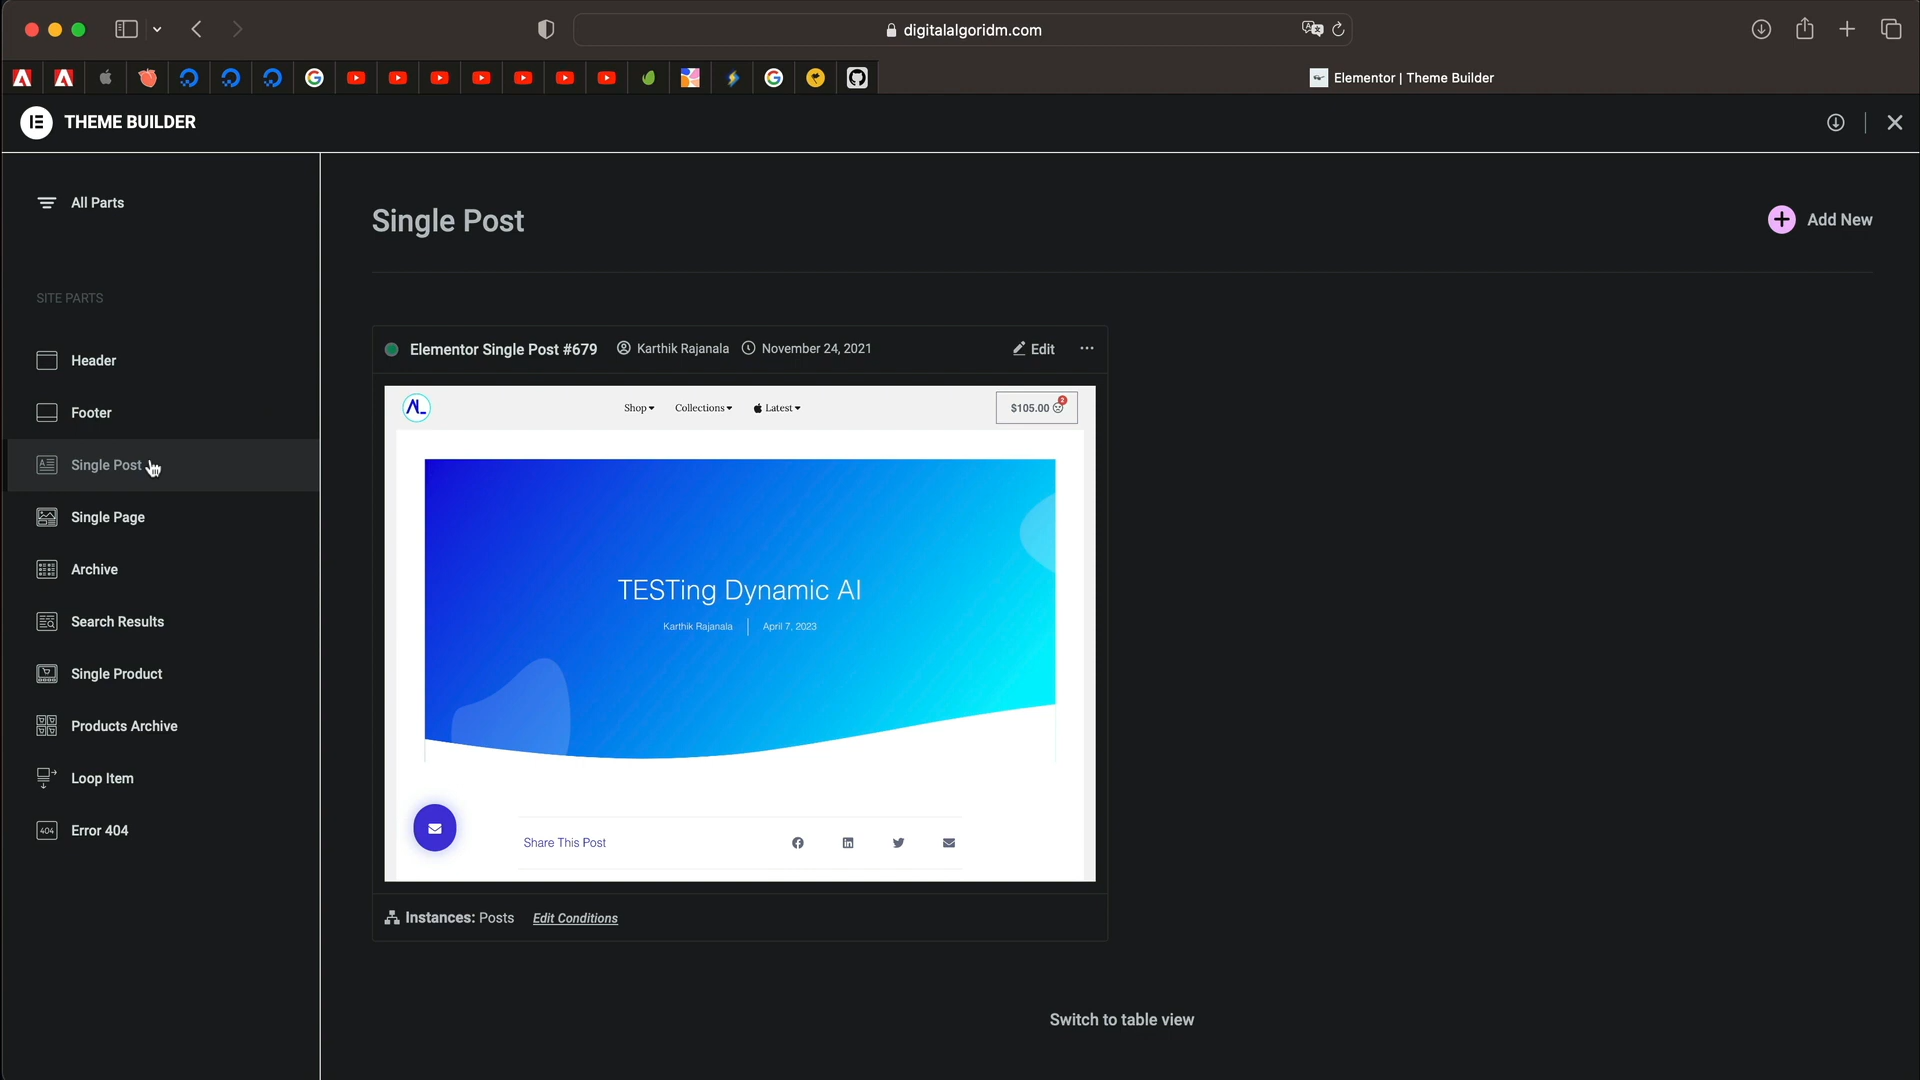 digitalalgoridm.com
Elementor | Theme Builder
THEME BUILDER
All Parts
SITE PARTS
Header
Footer
Single Post
Single Page
Archive
Search Results
Single Product
Products Archive
Loop Item
404 Error 404
Single Post
Add New
Elementor Single Post #679 Karthik Rajanala November 24, 2021 Edit
Shop Collections Latest $105.00 2
TESTing Dynamic AI
Karthik Rajanala April 7, 2023
Share This Post
Instances: Posts Edit Conditions
Switch to table view